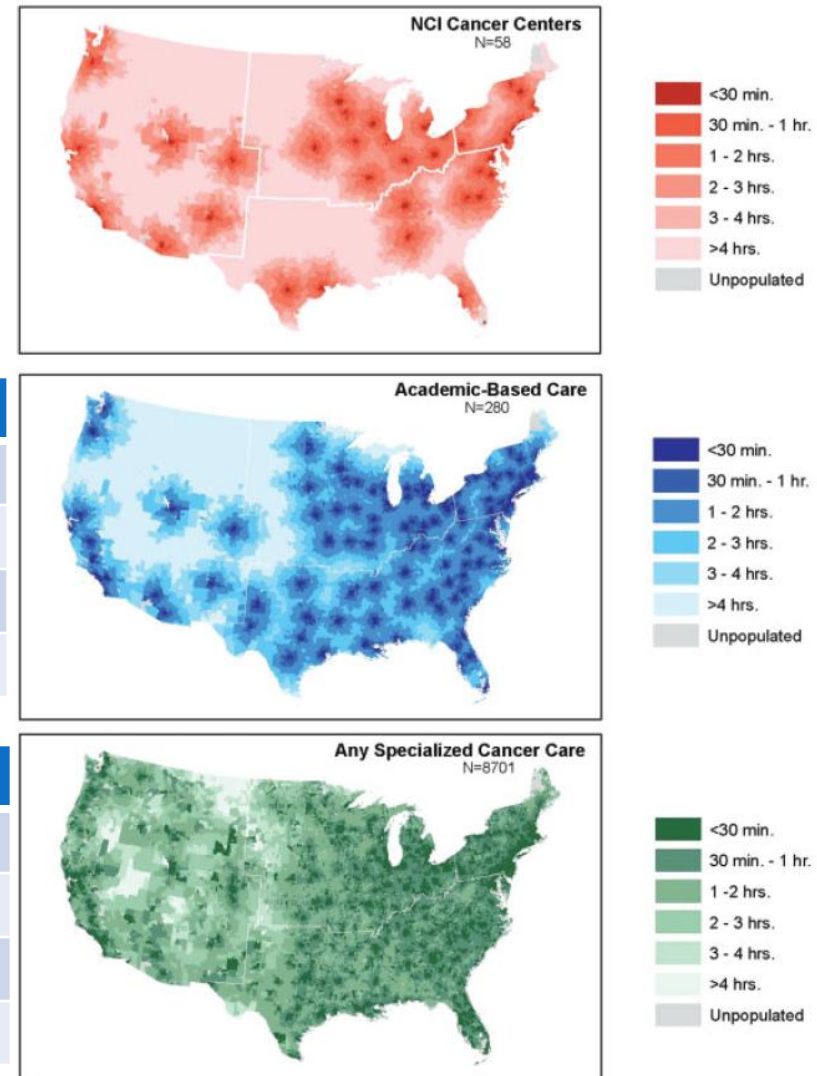 NCI Cancer Centers
N=58
<30 min.
30 min. - 1 hr.
1 - 2 hrs.
2 - 3 hrs.
3 - 4 hrs.
>4 hrs.
Unpopulated
Academic-Based Care
N=280
<30 min.
30 min. - 1 hr.
1 - 2 hrs.
2 - 3 hrs.
3 - 4 hrs.
>4 hrs.
Unpopulated
Any Specialized Cancer Care
N=8701
<30 min.
30 min. - 1 hr.
1 -2 hrs.
2 - 3 hrs.
3 - 4 hrs.
>4 hrs.
Unpopulated